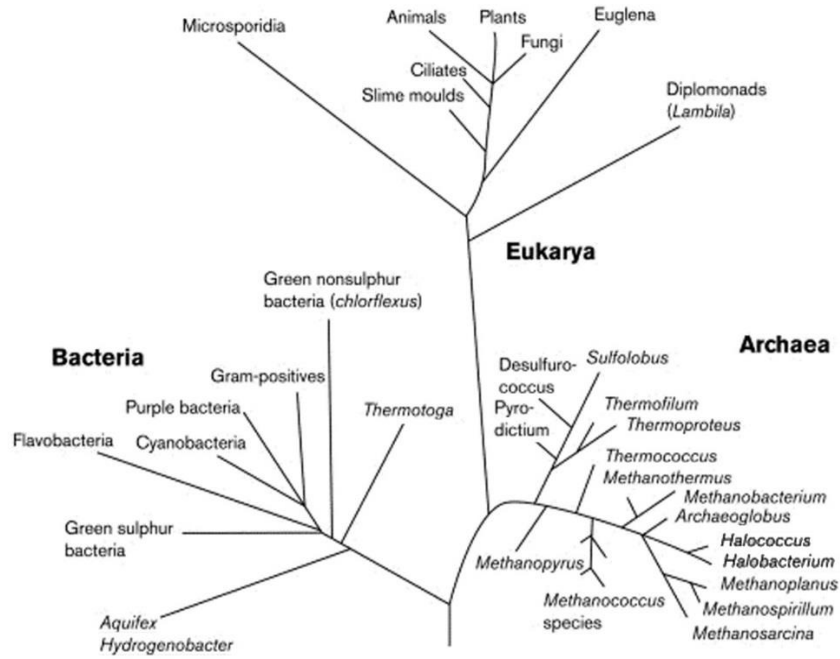 Microsporidia
Animals
Plants
Euglena
Fungi
Ciliates
Slime moulds
Diplomonads
(Lambila)
Eukarya
Green nonsulphur
bacteria (chlorflexus)
Bacteria
Archaea
Gram-positives
Purple bacteria
Thermotoga
Flavobacteria
Cyanobacteria
Green sulphur
bacteria
Aquifex
Hydrogenobacter
Desulfuro-
coccus
Sulfolobus
Pyro-
dictium
Thermofilum
Thermoproteus
Thermococcus
Methanothermus
Methanobacterium
Archaeoglobus
Halococcus
Halobacterium
Methanoplanus
Methanospirillum
Methanosarcina
Methanopyrus
Methanococcus
species